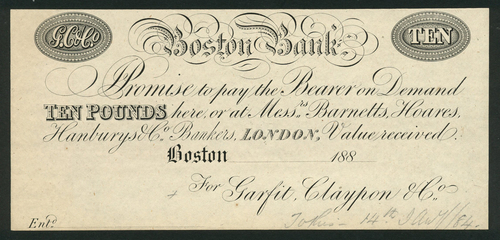 G.C.&Co. Boston Bank TEN
Promise to pay the Bearer on Demand
TEN POUNDS here, or at Messrs. Barnetts, Hoares,
Hanburys & Co. Bankers, LONDON, Value received.
Boston 188
For Garfit, Claypon & Co.
Entd. 14th